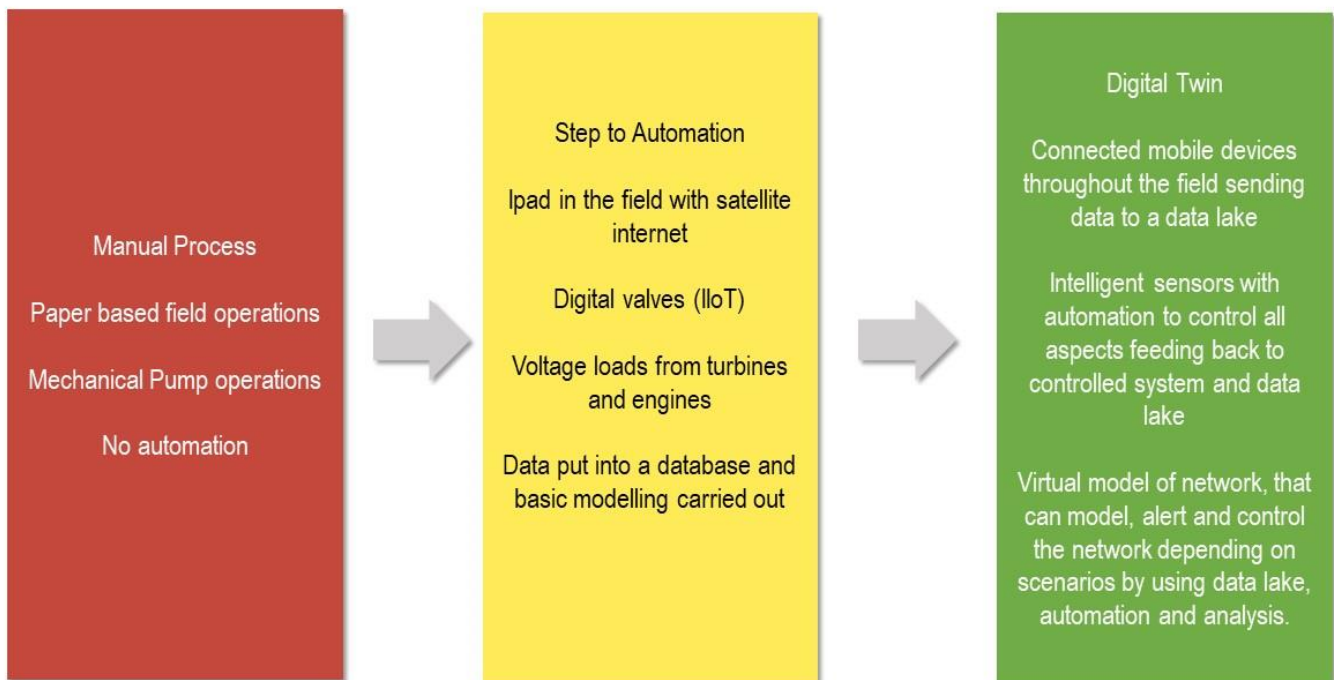 Manual Process
Paper based field operations
Mechanical Pump operations
No automation
Step to Automation
Ipad in the field with satellite
internet
Digital valves (IIoT)
Voltage loads from turbines
and engines
Data put into a database and
basic modelling carried out
Digital Twin
Connected mobile devices
throughout the field sending
data to a data lake
Intelligent sensors with
automation to control all
aspects feeding back to
controlled system and data
lake
Virtual model of network, that
can model, alert and control
the network depending on
scenarios by using data lake,
automation and analysis.